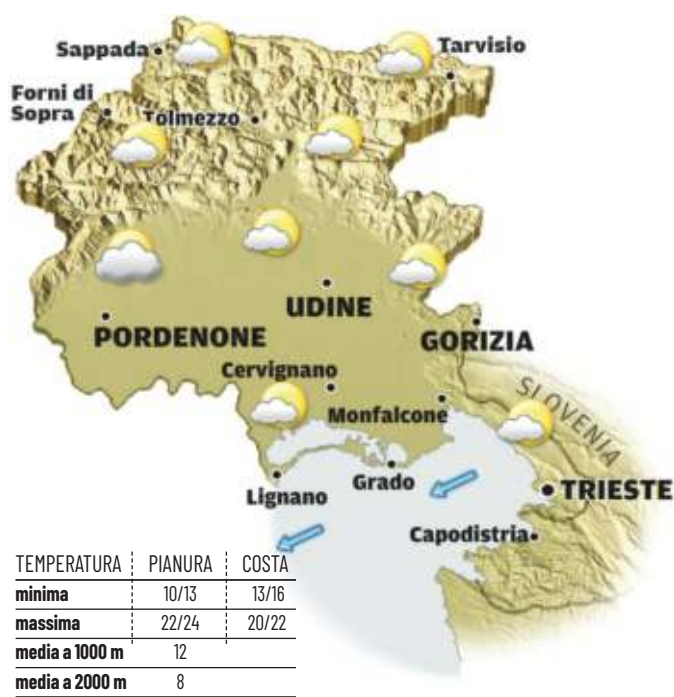 Sappada
Tarvisio
Forni di
Sopra
Tolmezzo
UDINE
PORDENONE
GORIZIA
Cervignano
SLOVENIA
Monfalcone
Grado
Lignano
TRIESTE
Capodistria
TEMPERATURA PIANURA COSTA
minima 10/13 13/16
massima 22/24 20/22
media a 1000 m 12
media a 2000 m 8